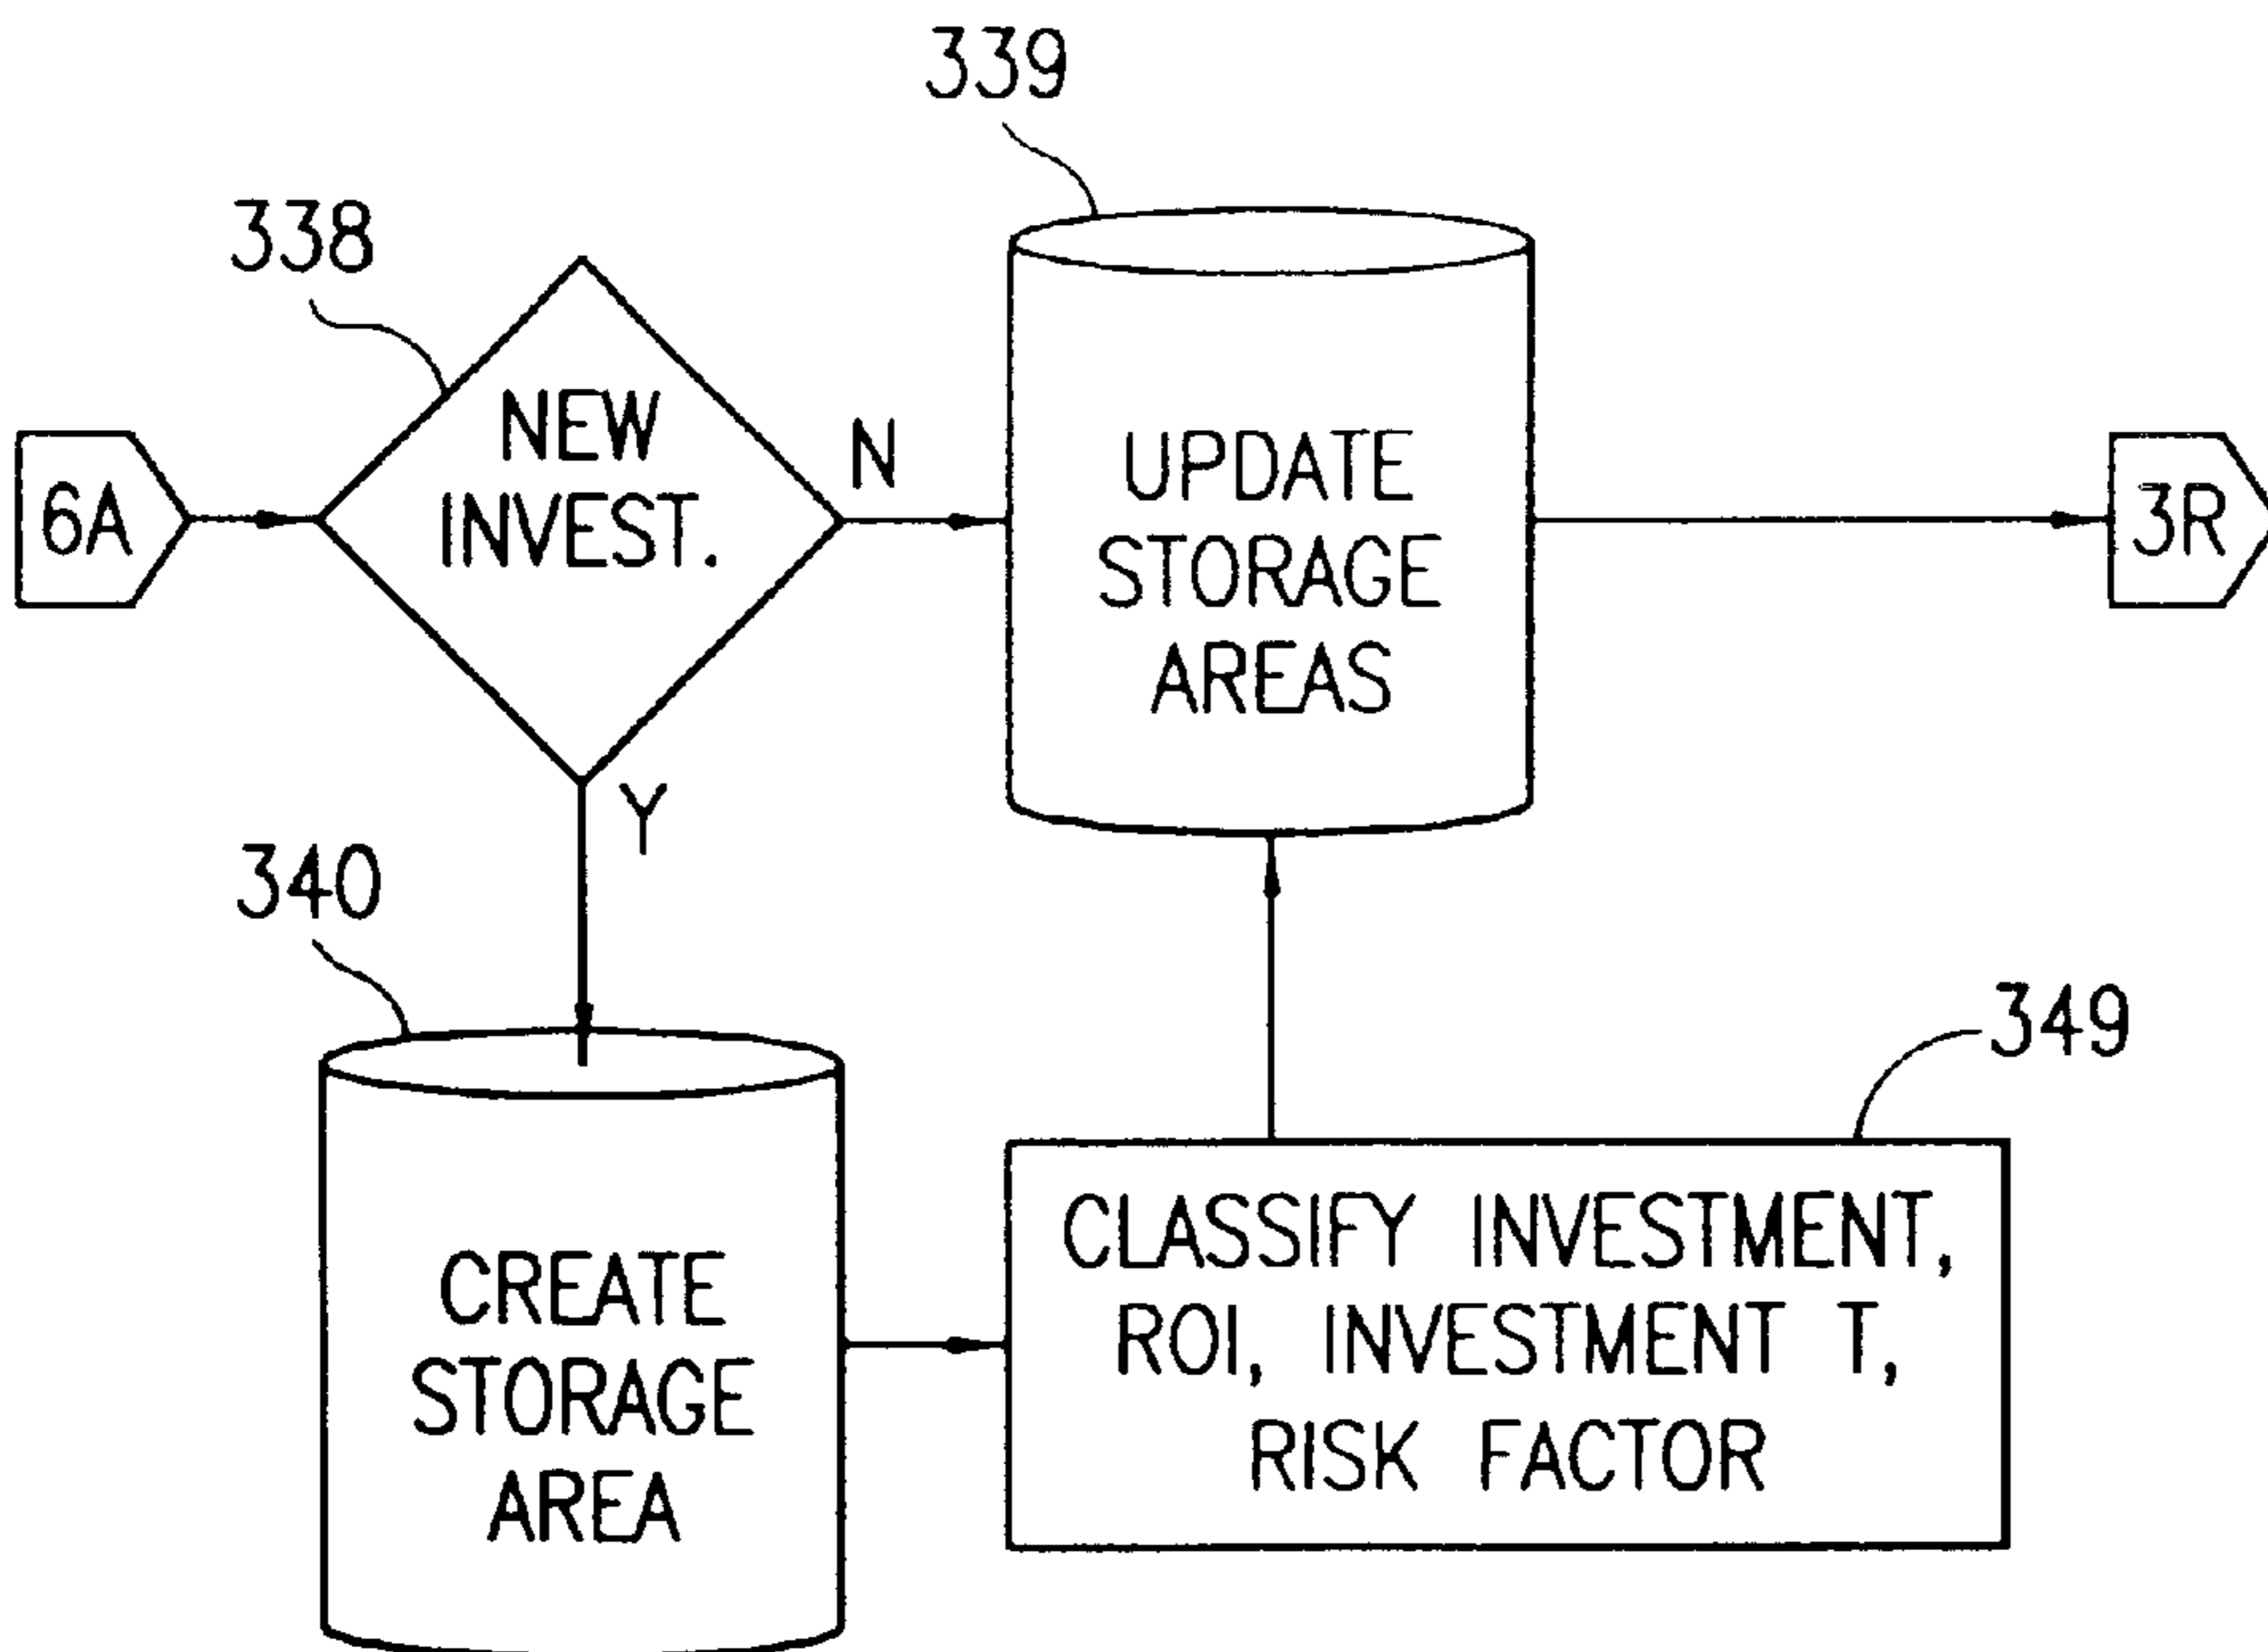 339
338
NEW
INVEST.
N
6A
UPDATE
STORAGE
AREAS
3R
Y
340
349
CREATE
STORAGE
AREA
CLASSIFY INVESTMENT,
ROI, INVESTMENT T,
RISK FACTOR